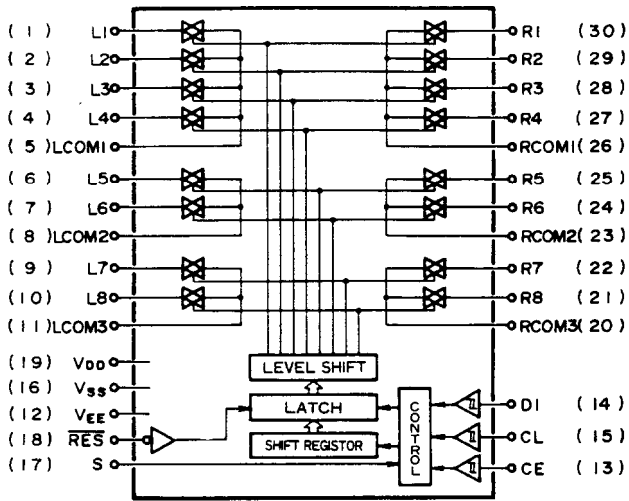 ( 1 ) L1 R1 (30)
( 2 ) L2 R2 (29)
( 3 ) L3 R3 (28)
( 4 ) L4 R4 (27)
( 5 ) LCOM1 RCOM1 (26)
( 6 ) L5 R5 (25)
( 7 ) L6 R6 (24)
( 8 ) LCOM2 RCOM2 (23)
( 9 ) L7 R7 (22)
(10) L8 R8 (21)
(11) LCOM3 RCOM3 (20)
(19) VDD LEVEL SHIFT
(16) VSS
(12) VEE LATCH DI (14)
(18) RES SHIFT REGISTOR CONTROL CL (15)
(17) S CE (13)